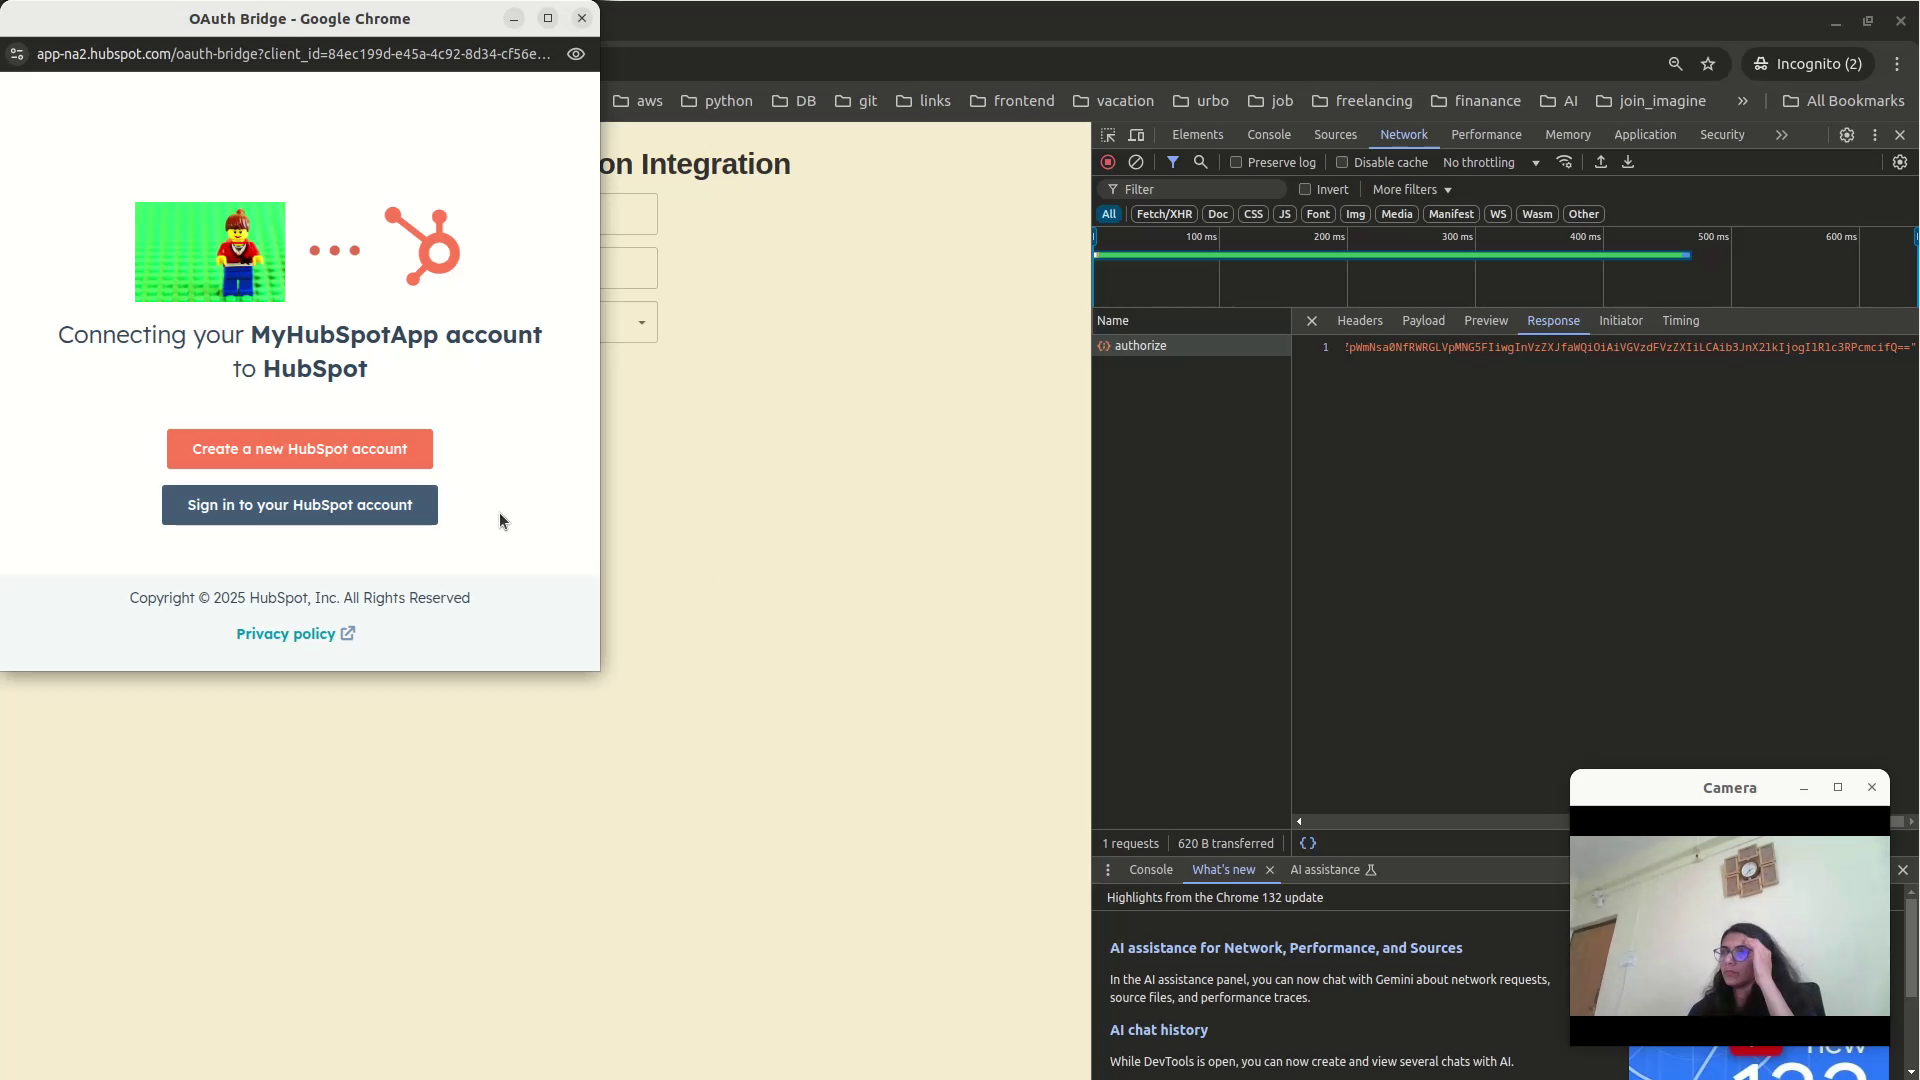 OAuth Bridge - Google Chrome
app-na2.hubspot.com/oauth-bridge?client_id=84ec199d-e45a-4c92-8d34-cf56e...
Connecting your MyHubSpotApp account
to HubSpot
Create a new HubSpot account
Sign in to your HubSpot account
Copyright © 2025 HubSpot, Inc. All Rights Reserved
Privacy policy
Incognito (2)
aws python DB git links frontend vacation urbo job freelancing finanance AI join_imagine » All Bookmarks
on Integration
Elements Console Sources Network Performance Memory Application Security
Preserve log Disable cache No throttling
Filter Invert More filters
All Fetch/XHR Doc CSS JS Font Img Media Manifest WS Wasm Other
100 ms 200 ms 300 ms 400 ms 500 ms 600 ms
Name Headers Payload Preview Response Initiator Timing
authorize
1 pWmNsa0NfRWRGLVpMNG5FIiwgInVzZXJfaWQiOiAiVGVzdFVzZXIiLCAib3JnX2lkIjogIlRlc3RPcmcifQ=="
1 requests 620 B transferred { }
Console What's new AI assistance
Highlights from the Chrome 132 update
AI assistance for Network, Performance, and Sources
In the AI assistance panel, you can now chat with Gemini about network requests,
source files, and performance traces.
AI chat history
While DevTools is open, you can now create and view several chats with AI.
Camera
new
132